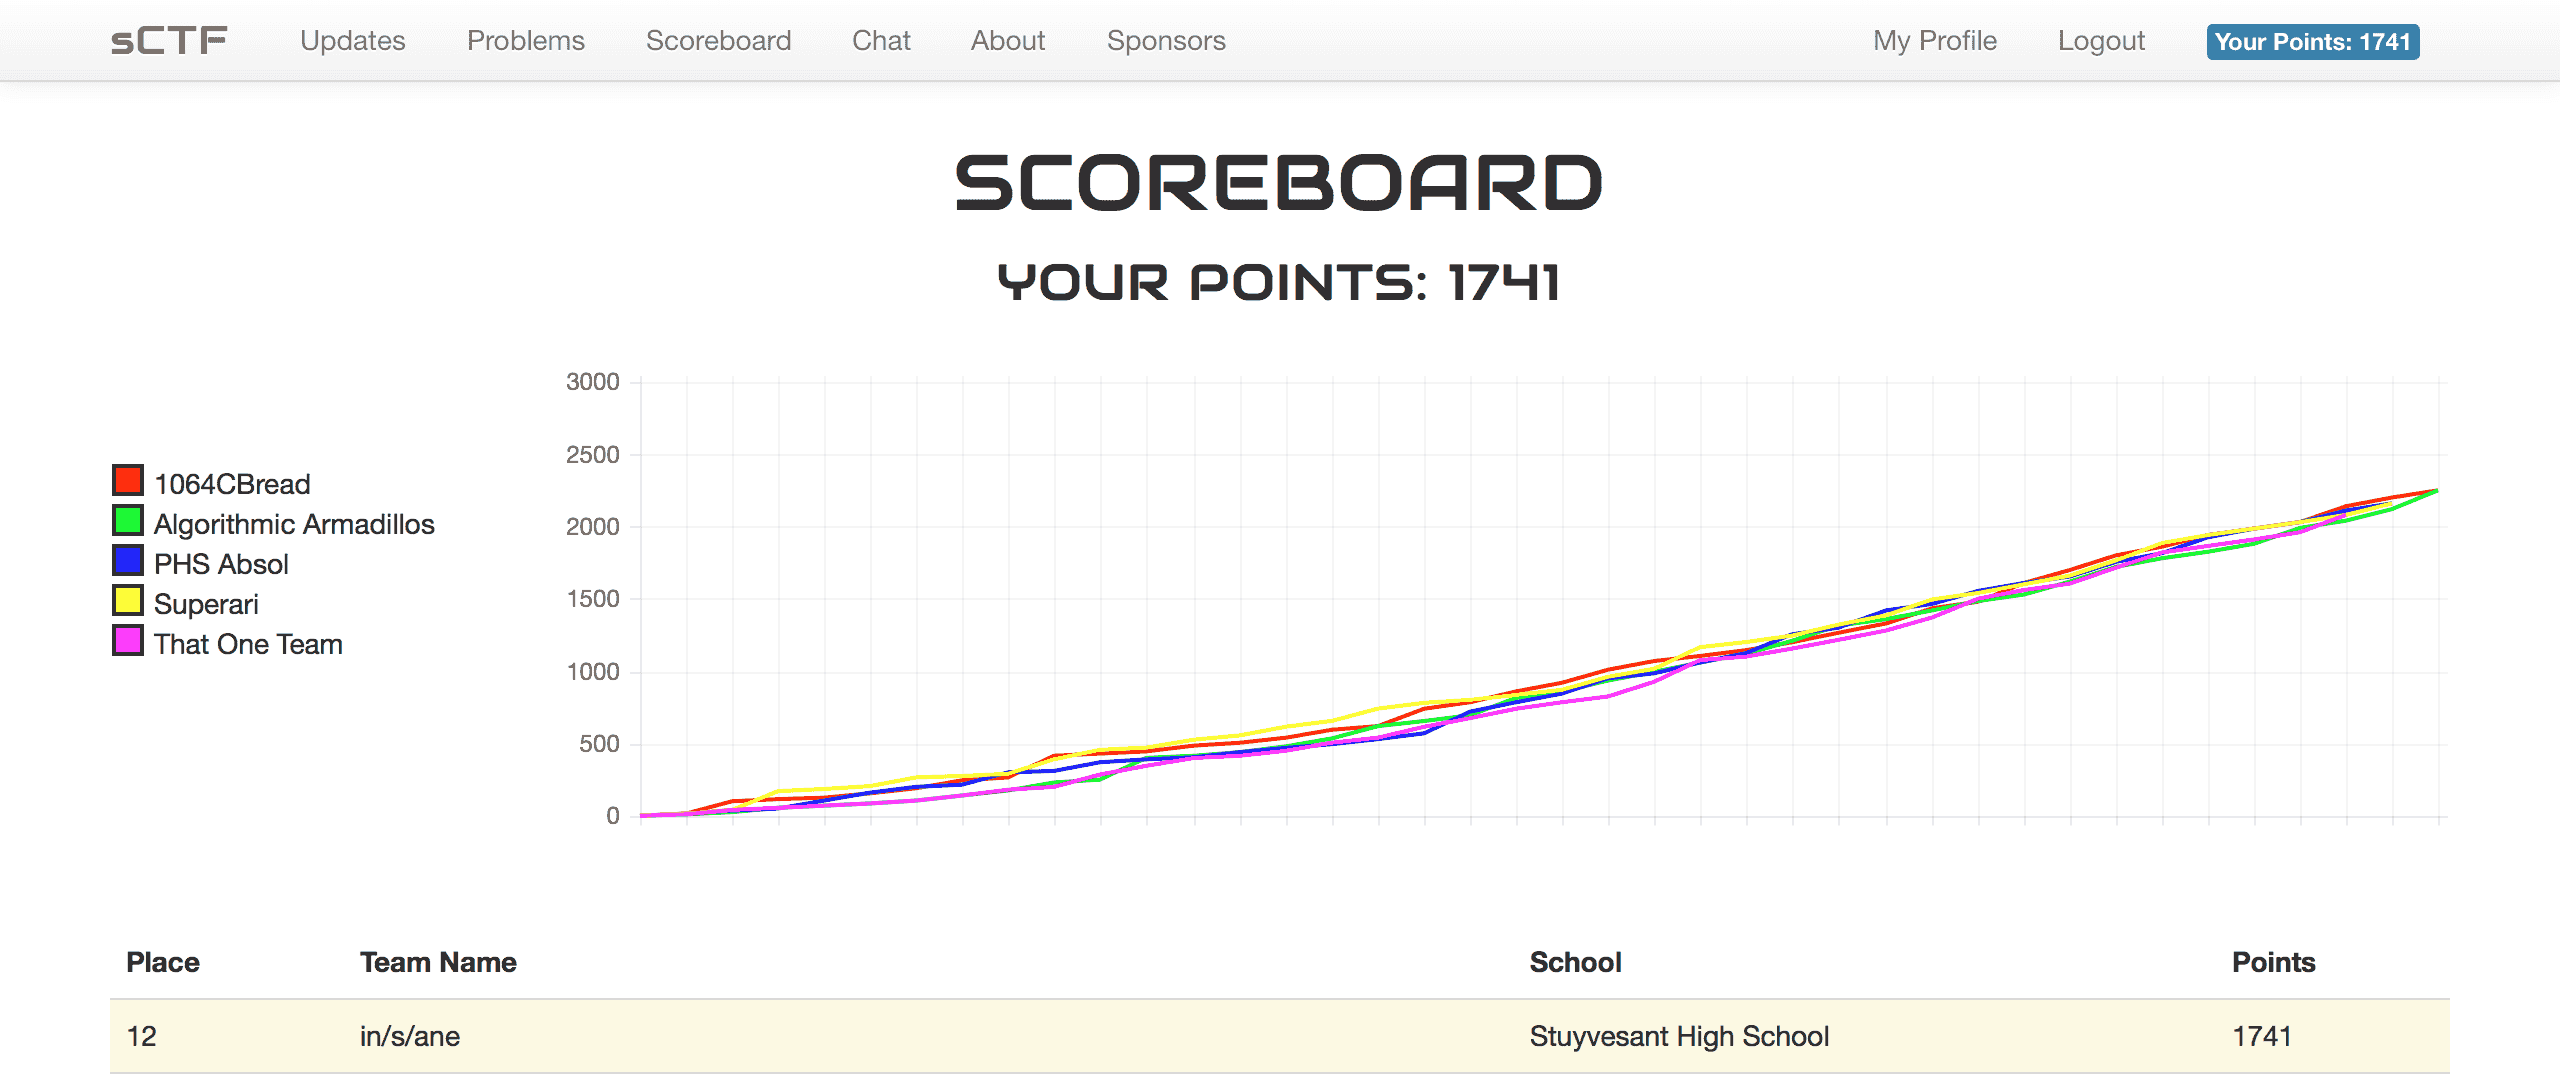 sCTF Updates Problems Scoreboard Chat About Sponsors My Profile Logout Your Points: 1741
SCOREBOARD
YOUR POINTS: 1741
1064CBread
Algorithmic Armadillos
PHS Absol
Superari
That One Team
3000
2500
2000
1500
1000
500
0
Place Team Name School Points
12 in/s/ane Stuyvesant High School 1741